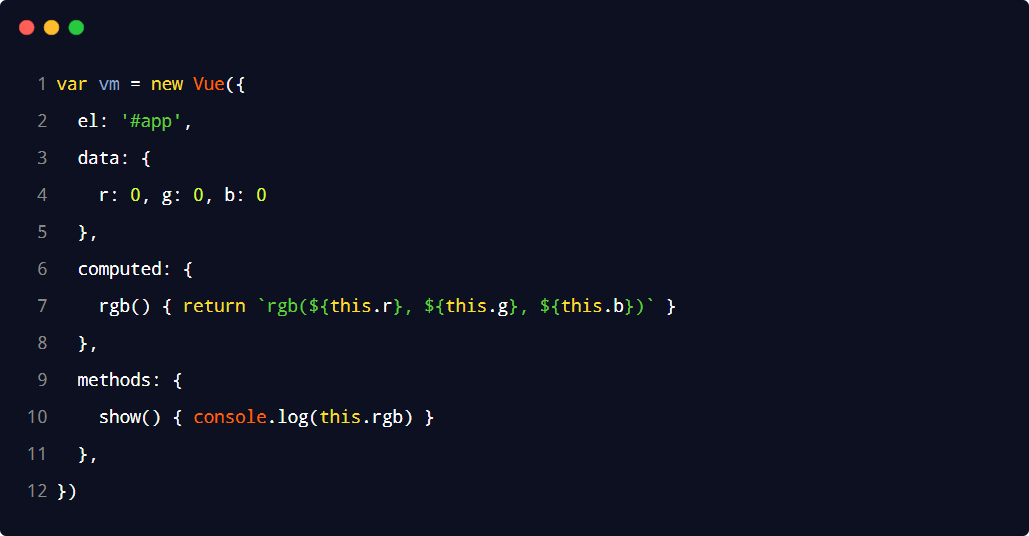 1 var vm = new Vue({
2   el: '#app',
3   data: {
4     r: 0, g: 0, b: 0
5   },
6   computed: {
7     rgb() { return `rgb(${this.r}, ${this.g}, ${this.b})` }
8   },
9   methods: {
10     show() { console.log(this.rgb) }
11   },
12 })